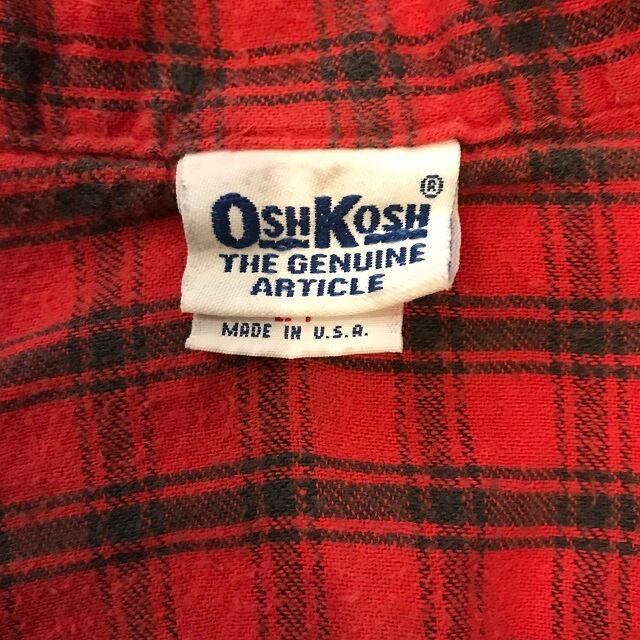 OSHKOSH ®
THE GENUINE
ARTICLE
MADE IN U.S.A.